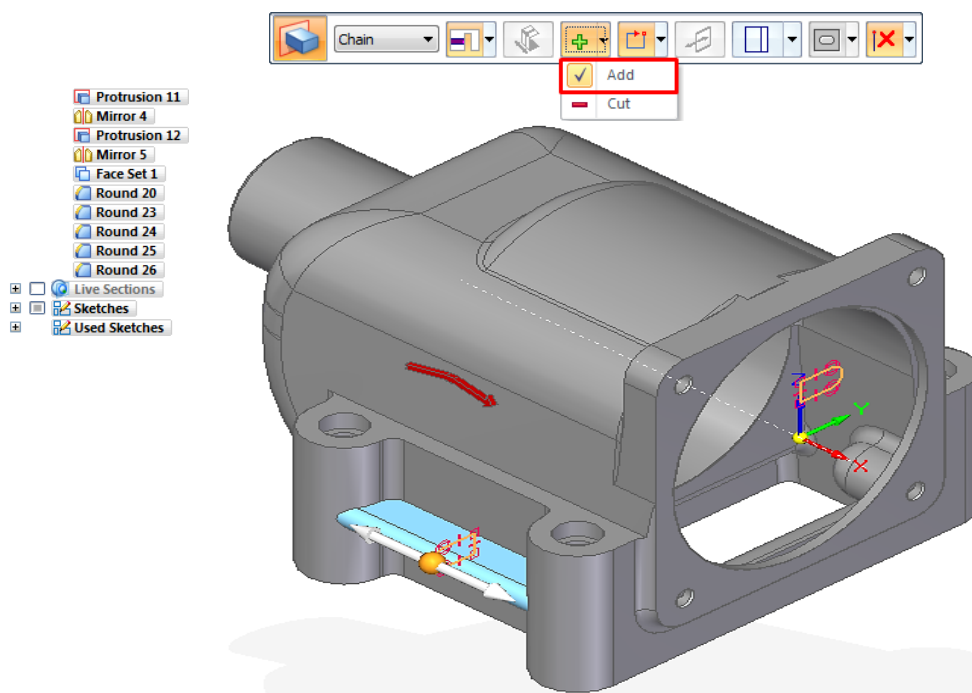 Chain
Add
Cut
Protrusion 11
Mirror 4
Protrusion 12
Mirror 5
Face Set 1
Round 20
Round 23
Round 24
Round 25
Round 26
Live Sections
Sketches
Used Sketches
Y
X